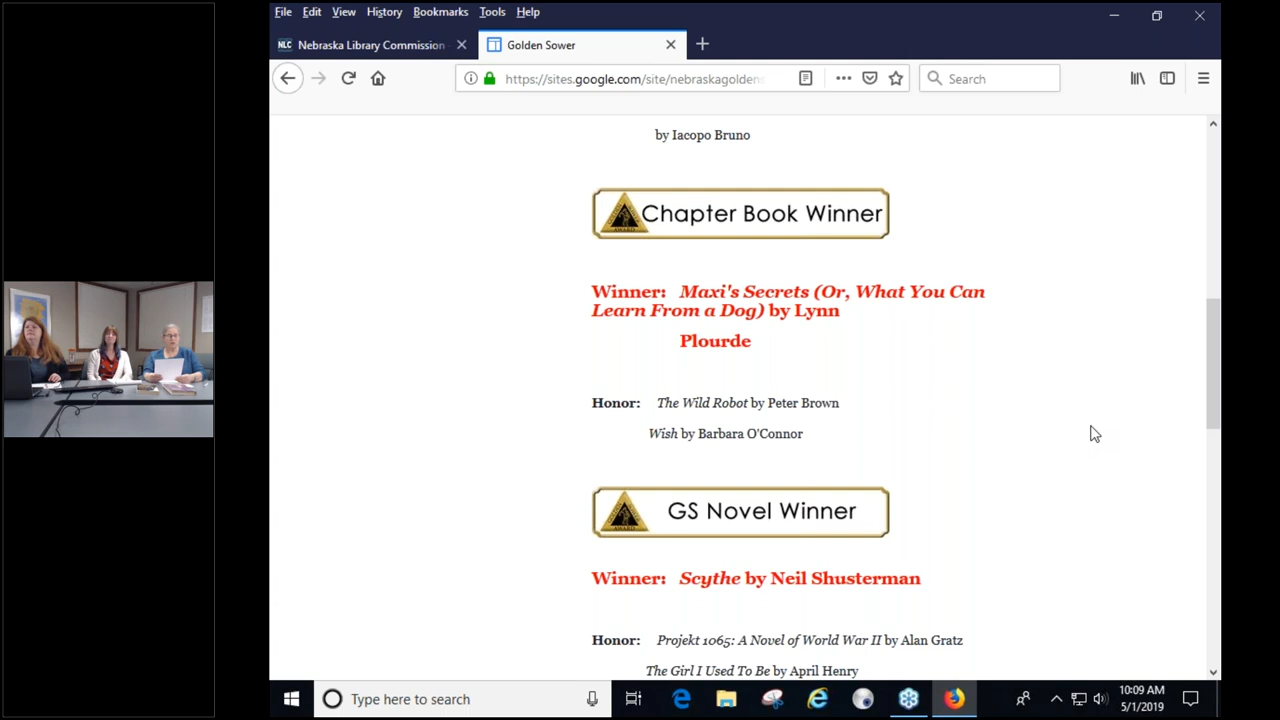 File Edit View History Bookmarks Tools Help
NLC Nebraska Library Commission
Golden Sower
https://sites.google.com/site/nebraskagoldens
Search
by Iacopo Bruno
Chapter Book Winner
Winner: Maxi's Secrets (Or, What You Can
Learn From a Dog) by Lynn
Plourde
Honor: The Wild Robot by Peter Brown
Wish by Barbara O'Connor
GS Novel Winner
Winner: Scythe by Neil Shusterman
Honor: Projekt 1065: A Novel of World War II by Alan Gratz
The Girl I Used To Be by April Henry
Type here to search
10:09 AM
5/1/2019